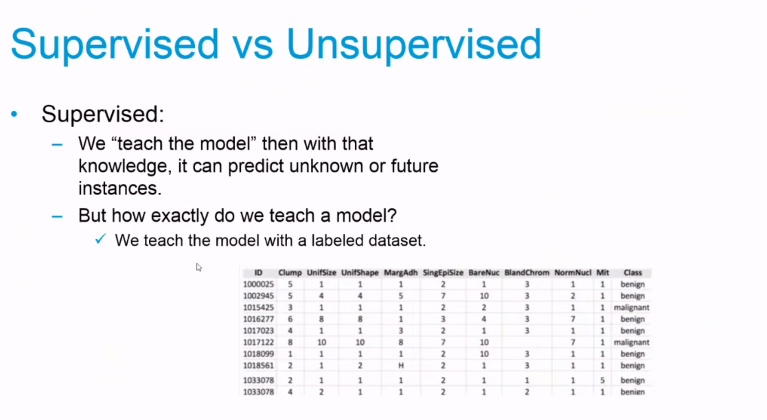 Supervised vs Unsupervised
• Supervised:
– We “teach the model” then with that
knowledge, it can predict unknown or future
instances.
– But how exactly do we teach a model?
✓ We teach the model with a labeled dataset.
ID Clump UnifSize UnifShape MargAdh SingEpiSize BareNuc BlandChrom NormNucl Mit Class
1000025 5 1 1 1 2 1 3 1 1 benign
1002945 5 4 4 5 7 10 3 2 1 benign
1015425 3 1 1 1 2 2 3 1 1 malignant
1016277 6 8 8 1 3 4 3 7 1 benign
1017023 4 1 1 3 2 1 3 1 1 benign
1017122 8 10 10 8 7 10 7 1 malignant
1018099 1 1 1 1 2 10 3 1 1 benign
1018561 2 1 2 H 2 1 3 1 1 benign
1033078 2 1 1 1 2 1 1 1 5 benign
1033078 4 2 1 1 2 1 2 1 1 benign